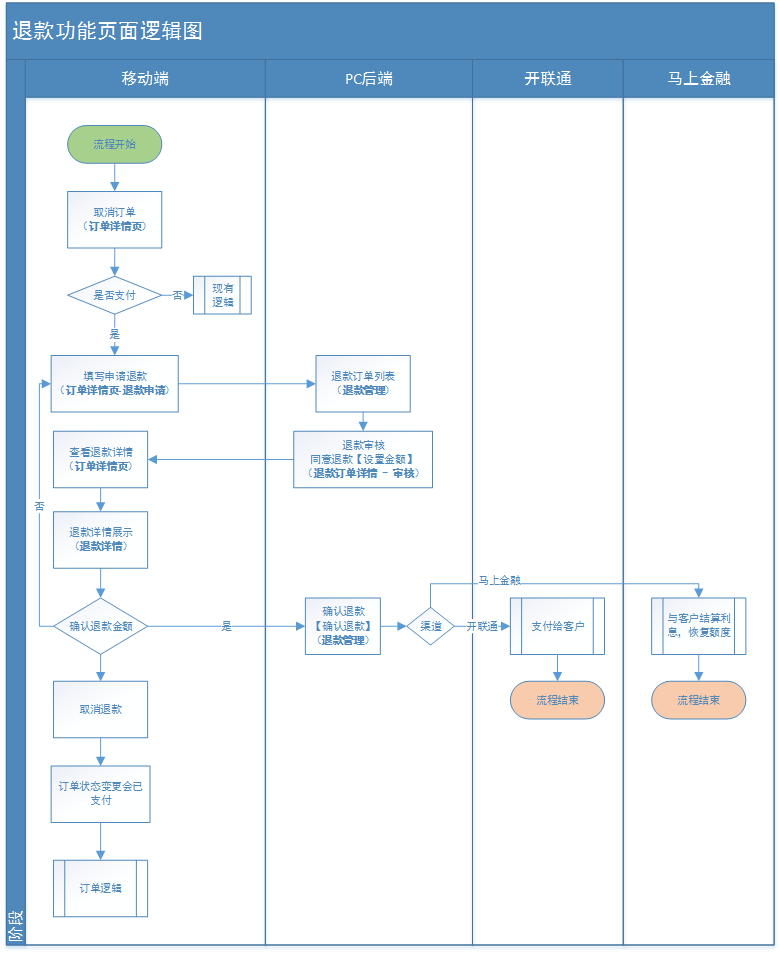 退款功能页面逻辑图
移动端
PC后端
开联通
马上金融
流程开始
取消订单
（订单详情页）
是否支付
否
现有
逻辑
是
填写申请退款
（订单详情页-退款申请）
退款订单列表
（退款管理）
退款审核
同意退款【设置金额】
（退款订单详情 - 审核）
查看退款详情
（订单详情页）
否
退款详情展示
（退款详情）
马上金融
确认退款金额
是
确认退款
【确认退款】
（退款管理）
渠道
开联通
支付给客户
与客户结算利
息，恢复额度
取消退款
流程结束
流程结束
订单状态变更会已
支付
订单逻辑
阶段